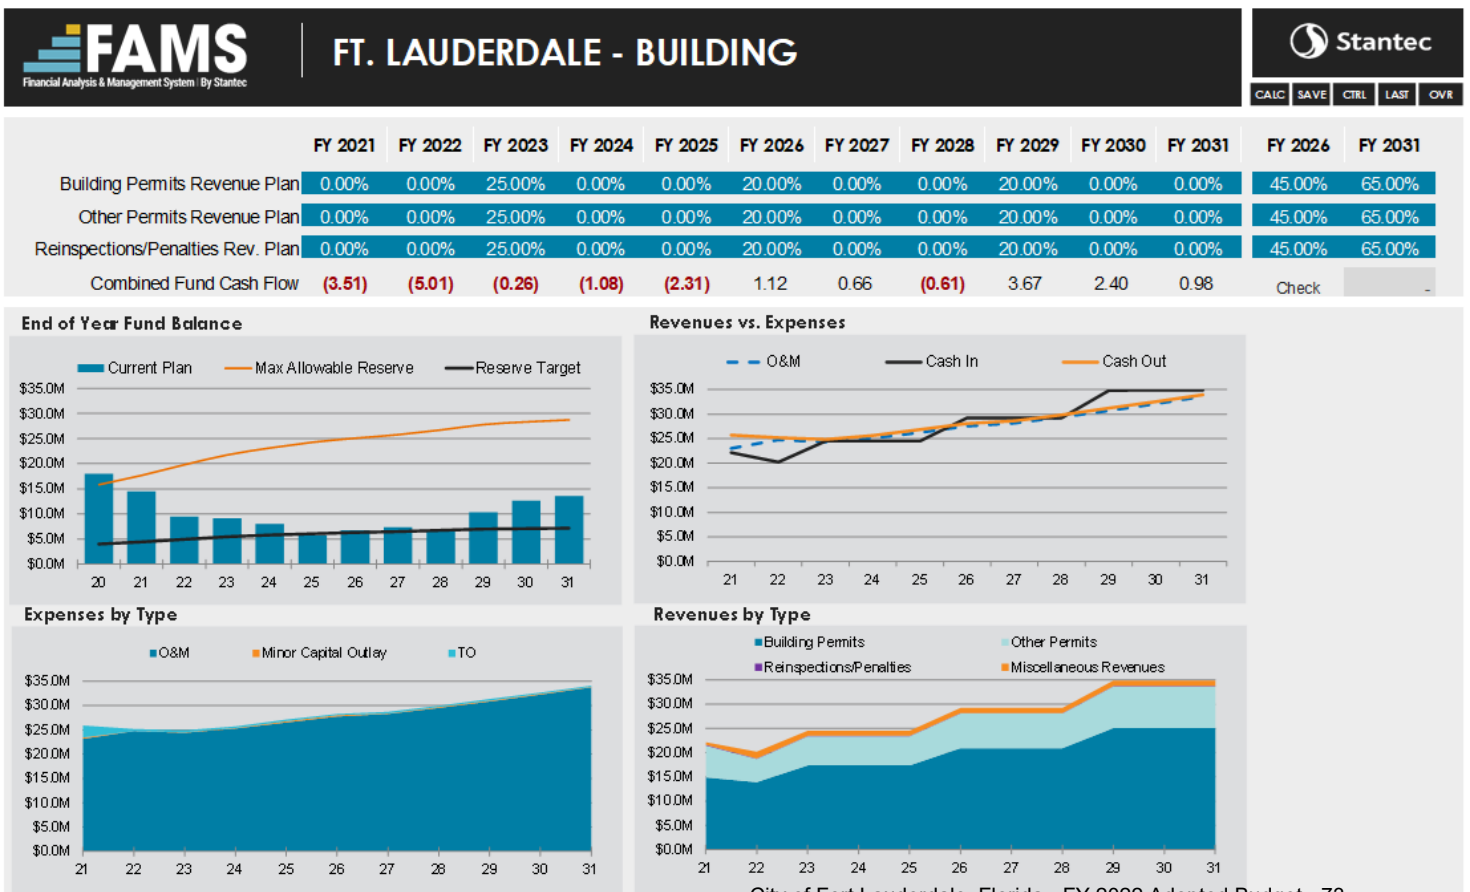 FAMS
Financial Analysis & Management System | By Stantec
FT. LAUDERDALE - BUILDING
Stantec
CALC SAVE CTRL LAST OVR
FY 2021 FY 2022 FY 2023 FY 2024 FY 2025 FY 2026 FY 2027 FY 2028 FY 2029 FY 2030 FY 2031 FY 2026 FY 2031
Building Permits Revenue Plan 0.00% 0.00% 25.00% 0.00% 0.00% 20.00% 0.00% 0.00% 20.00% 0.00% 0.00% 45.00% 65.00%
Other Permits Revenue Plan 0.00% 0.00% 25.00% 0.00% 0.00% 20.00% 0.00% 0.00% 20.00% 0.00% 0.00% 45.00% 65.00%
Reinspections/Penalties Rev. Plan 0.00% 0.00% 25.00% 0.00% 0.00% 20.00% 0.00% 0.00% 20.00% 0.00% 0.00% 45.00% 65.00%
Combined Fund Cash Flow (3.51) (5.01) (0.26) (1.08) (2.31) 1.12 0.66 (0.61) 3.67 2.40 0.98 Check -
End of Year Fund Balance
Current Plan Max Allowable Reserve Reserve Target
$35.0M
$30.0M
$25.0M
$20.0M
$15.0M
$10.0M
$5.0M
$0.0M
20 21 22 23 24 25 26 27 28 29 30 31
Revenues vs. Expenses
O&M Cash In Cash Out
$35.0M
$30.0M
$25.0M
$20.0M
$15.0M
$10.0M
$5.0M
$0.0M
21 22 23 24 25 26 27 28 29 30 31
Expenses by Type
O&M Minor Capital Outlay TO
$35.0M
$30.0M
$25.0M
$20.0M
$15.0M
$10.0M
$5.0M
$0.0M
21 22 23 24 25 26 27 28 29 30 31
Revenues by Type
Building Permits Other Permits
Reinspections/Penalties Miscellaneous Revenues
$35.0M
$30.0M
$25.0M
$20.0M
$15.0M
$10.0M
$5.0M
$0.0M
21 22 23 24 25 26 27 28 29 30 31